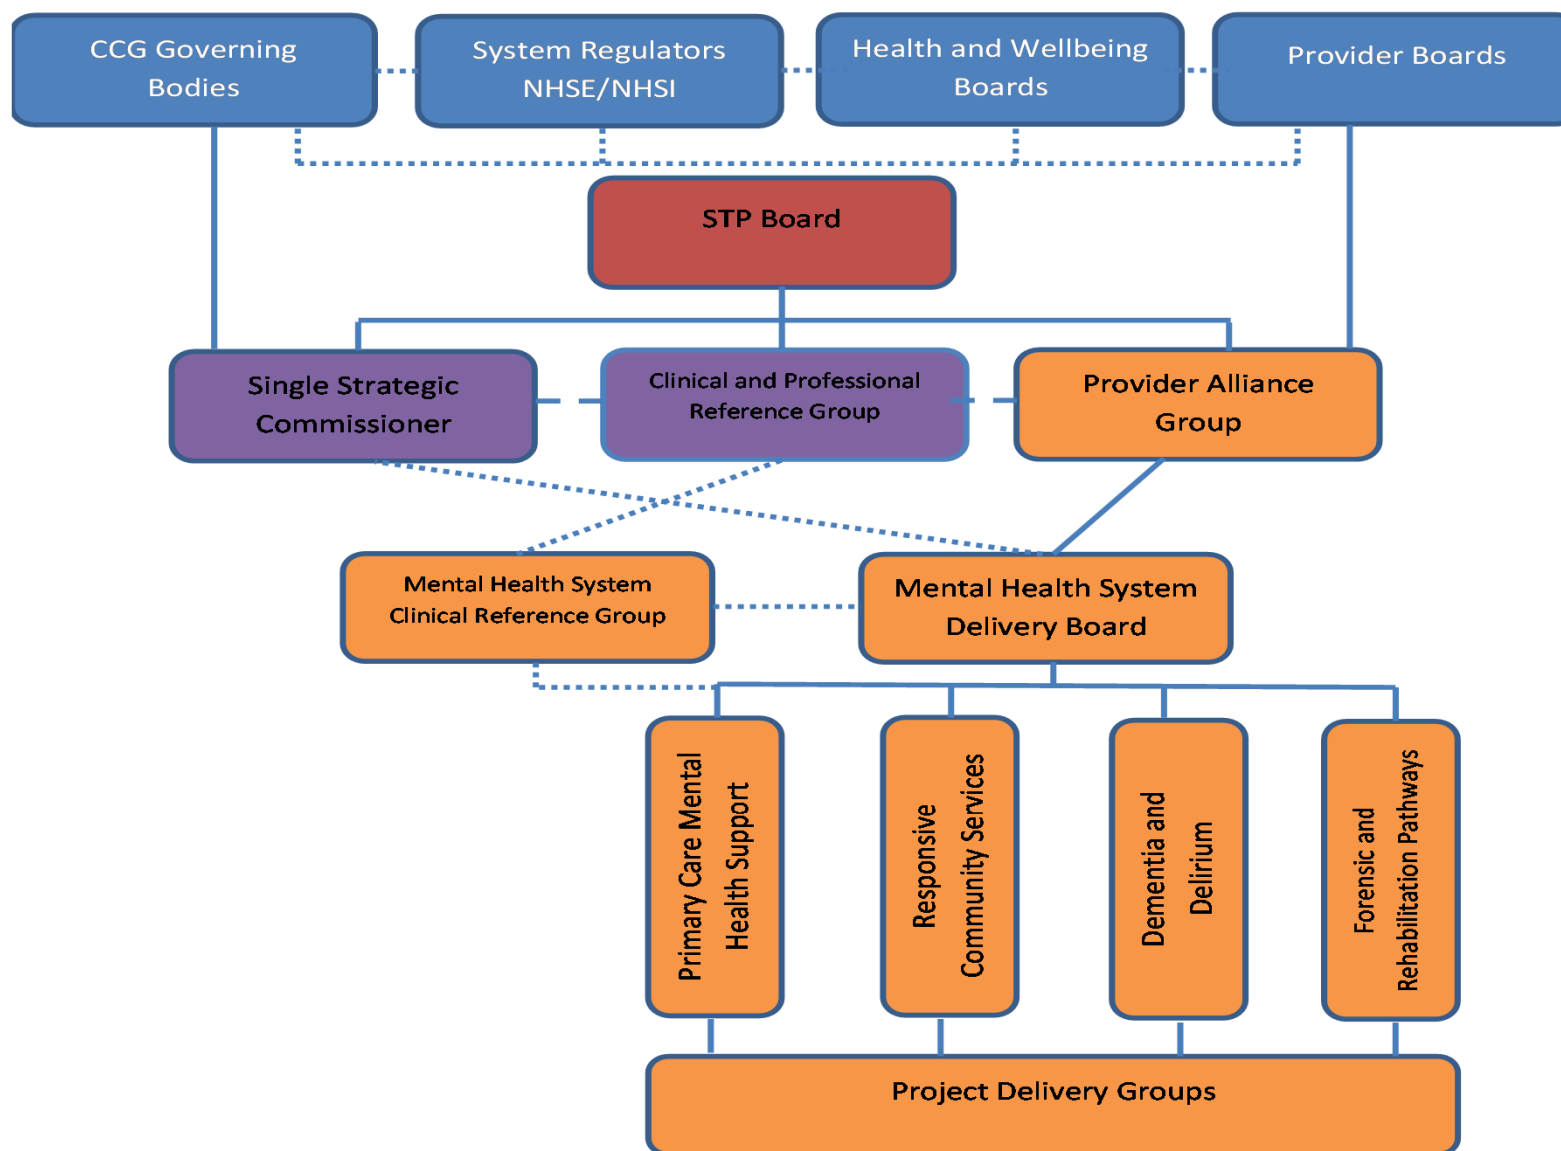 CCG Governing
Bodies
System Regulators
NHSE/NHSI
Health and Wellbeing
Boards
Provider Boards
STP Board
Single Strategic
Commissioner
Clinical and Professional
Reference Group
Provider Alliance
Group
Mental Health System
Clinical Reference Group
Mental Health System
Delivery Board
Primary Care Mental
Health Support
Responsive
Community Services
Dementia and
Delirium
Forensic and
Rehabilitation Pathways
Project Delivery Groups